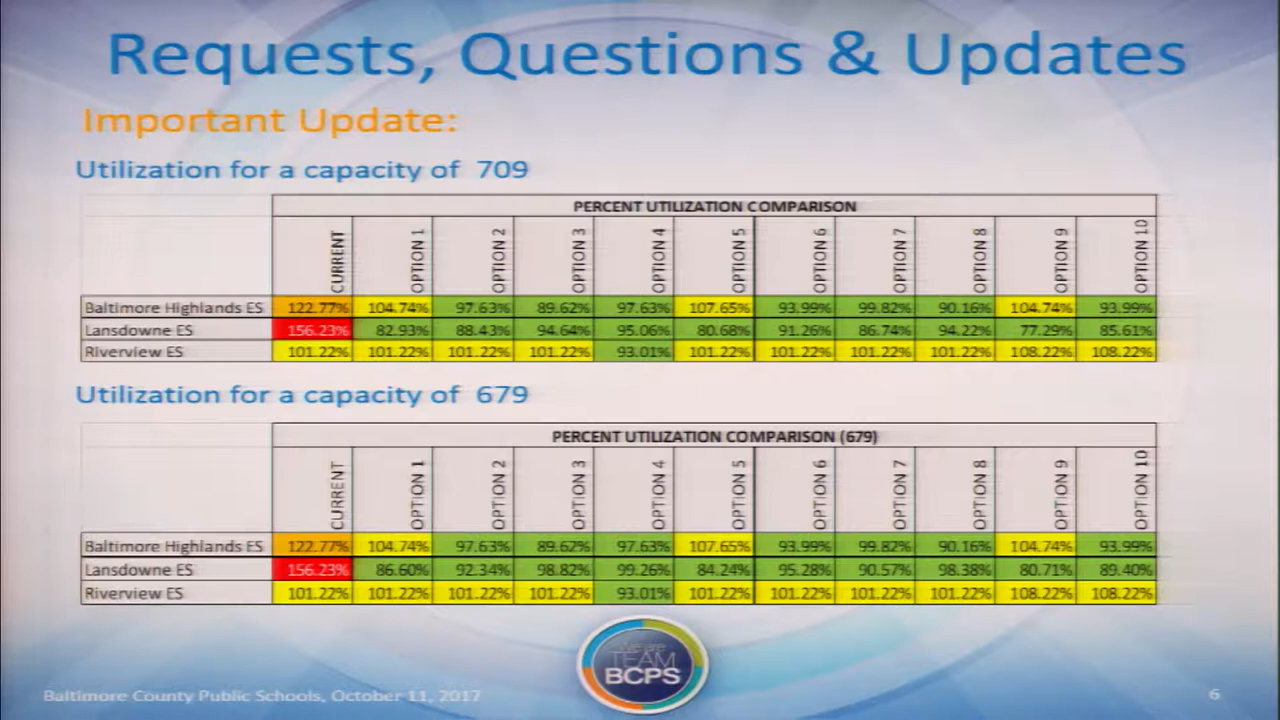 Requests, Questions & Updates
Important Update:
Utilization for a capacity of 709
PERCENT UTILIZATION COMPARISON
CURRENT OPTION 1 OPTION 2 OPTION 3 OPTION 4 OPTION 5 OPTION 6 OPTION 7 OPTION 8 OPTION 9 OPTION 10
Baltimore Highlands ES 122.77% 104.74% 97.63% 89.62% 97.63% 107.65% 93.99% 99.82% 90.16% 104.74% 93.99%
Lansdowne ES 156.23% 82.93% 88.43% 94.64% 95.06% 80.68% 91.26% 86.74% 94.22% 77.29% 85.61%
Riverview ES 101.22% 101.22% 101.22% 101.22% 93.01% 101.22% 101.22% 101.22% 101.22% 108.22% 108.22%
Utilization for a capacity of 679
PERCENT UTILIZATION COMPARISON (679)
CURRENT OPTION 1 OPTION 2 OPTION 3 OPTION 4 OPTION 5 OPTION 6 OPTION 7 OPTION 8 OPTION 9 OPTION 10
Baltimore Highlands ES 122.77% 104.74% 97.63% 89.62% 97.63% 107.65% 93.99% 99.82% 90.16% 104.74% 93.99%
Lansdowne ES 156.23% 86.60% 92.34% 98.82% 99.26% 84.24% 95.28% 90.57% 98.38% 80.71% 89.40%
Riverview ES 101.22% 101.22% 101.22% 101.22% 93.01% 101.22% 101.22% 101.22% 101.22% 108.22% 108.22%
TEAM
BCPS
Baltimore County Public Schools, October 11, 2017
6